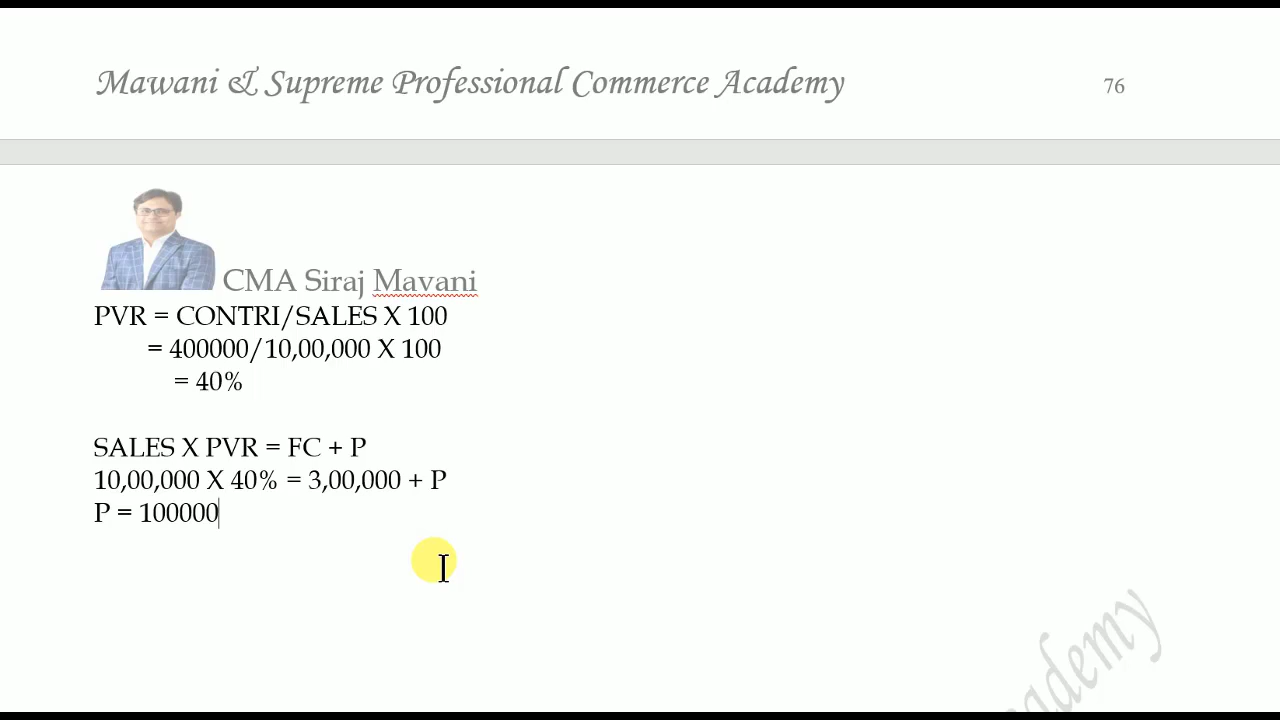 Mawani & Supreme Professional Commerce Academy 76
CMA Siraj Mavani
PVR = CONTRI/SALES X 100
= 400000/10,00,000 X 100
= 40%
SALES X PVR = FC + P
10,00,000 X 40% = 3,00,000 + P
P = 100000